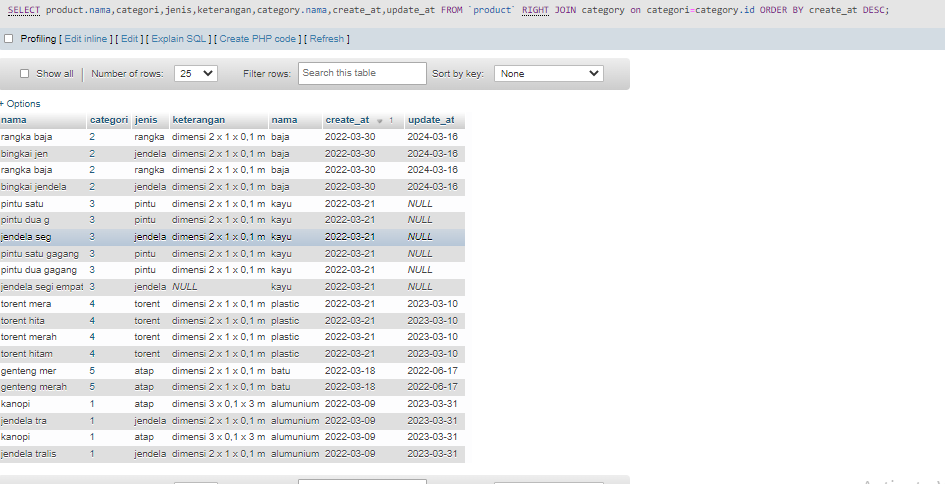 SELECT product.nama,categori,jenis,keterangan,category.nama,create_at,update_at FROM `product` RIGHT JOIN category on categori=category.id ORDER BY create_at DESC;
Profiling [ Edit inline ] [ Edit ] [ Explain SQL ] [ Create PHP code ] [ Refresh ]
Show all Number of rows: 25 Filter rows: Search this table Sort by key: None
+ Options
nama categori jenis keterangan nama create_at 1 update_at
rangka baja 2 rangka dimensi 2 x 1 x 0,1 m baja 2022-03-30 2024-03-16
bingkai jen 2 jendela dimensi 2 x 1 x 0,1 m baja 2022-03-30 2024-03-16
rangka baja 2 rangka dimensi 2 x 1 x 0,1 m baja 2022-03-30 2024-03-16
bingkai jendela 2 jendela dimensi 2 x 1 x 0,1 m baja 2022-03-30 2024-03-16
pintu satu 3 pintu dimensi 2 x 1 x 0,1 m kayu 2022-03-21 NULL
pintu dua g 3 pintu dimensi 2 x 1 x 0,1 m kayu 2022-03-21 NULL
jendela seg 3 jendela dimensi 2 x 1 x 0,1 m kayu 2022-03-21 NULL
pintu satu gagang 3 pintu dimensi 2 x 1 x 0,1 m kayu 2022-03-21 NULL
pintu dua gagang 3 pintu dimensi 2 x 1 x 0,1 m kayu 2022-03-21 NULL
jendela segi empat 3 jendela NULL kayu 2022-03-21 NULL
torent mera 4 torent dimensi 2 x 1 x 0,1 m plastic 2022-03-21 2023-03-10
torent hita 4 torent dimensi 2 x 1 x 0,1 m plastic 2022-03-21 2023-03-10
torent merah 4 torent dimensi 2 x 1 x 0,1 m plastic 2022-03-21 2023-03-10
torent hitam 4 torent dimensi 2 x 1 x 0,1 m plastic 2022-03-21 2023-03-10
genteng mer 5 atap dimensi 2 x 1 x 0,1 m batu 2022-03-18 2022-06-17
genteng merah 5 atap dimensi 2 x 1 x 0,1 m batu 2022-03-18 2022-06-17
kanopi 1 atap dimensi 3 x 0,1 x 3 m alumunium 2022-03-09 2023-03-31
jendela tra 1 jendela dimensi 2 x 1 x 0,1 m alumunium 2022-03-09 2023-03-31
kanopi 1 atap dimensi 3 x 0,1 x 3 m alumunium 2022-03-09 2023-03-31
jendela tralis 1 jendela dimensi 2 x 1 x 0,1 m alumunium 2022-03-09 2023-03-31